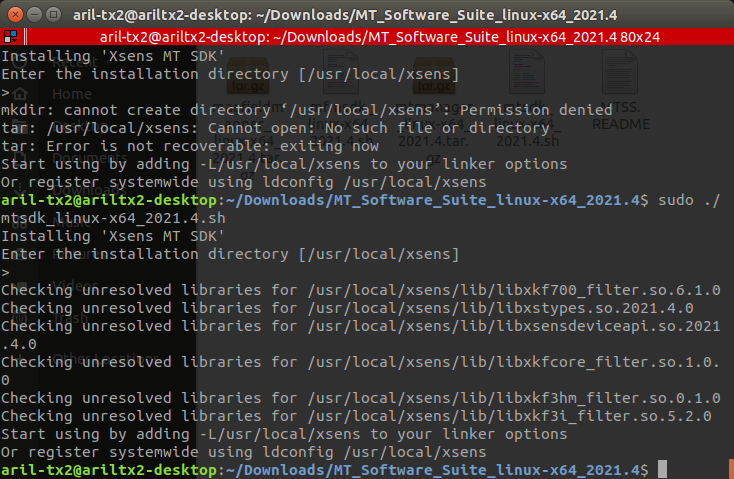 aril-tx2@ariltx2-desktop: ~/Downloads/MT_Software_Suite_linux-x64_2021.4
aril-tx2@ariltx2-desktop: ~/Downloads/MT_Software_Suite_linux-x64_2021.4 80x24
Installing 'Xsens MT SDK'
Enter the installation directory [/usr/local/xsens]
>
mkdir: cannot create directory ‘/usr/local/xsens’: Permission denied
tar: /usr/local/xsens: Cannot open: No such file or directory
tar: Error is not recoverable: exiting now
Start using by adding -L/usr/local/xsens to your linker options
Or register systemwide using ldconfig /usr/local/xsens
aril-tx2@ariltx2-desktop:~/Downloads/MT_Software_Suite_linux-x64_2021.4$ sudo ./
mtsdk_linux-x64_2021.4.sh
Installing 'Xsens MT SDK'
Enter the installation directory [/usr/local/xsens]
>
Checking unresolved libraries for /usr/local/xsens/lib/libxkf700_filter.so.6.1.0
Checking unresolved libraries for /usr/local/xsens/lib/libxstypes.so.2021.4.0
Checking unresolved libraries for /usr/local/xsens/lib/libxsensdeviceapi.so.2021
.4.0
Checking unresolved libraries for /usr/local/xsens/lib/libxkfcore_filter.so.1.0.
0
Checking unresolved libraries for /usr/local/xsens/lib/libxkf3hm_filter.so.0.1.0
Checking unresolved libraries for /usr/local/xsens/lib/libxkf3i_filter.so.5.2.0
Start using by adding -L/usr/local/xsens to your linker options
Or register systemwide using ldconfig /usr/local/xsens
aril-tx2@ariltx2-desktop:~/Downloads/MT_Software_Suite_linux-x64_2021.4$
Recent
Home
Documents
Music
Videos
Trash
Other Locations
README